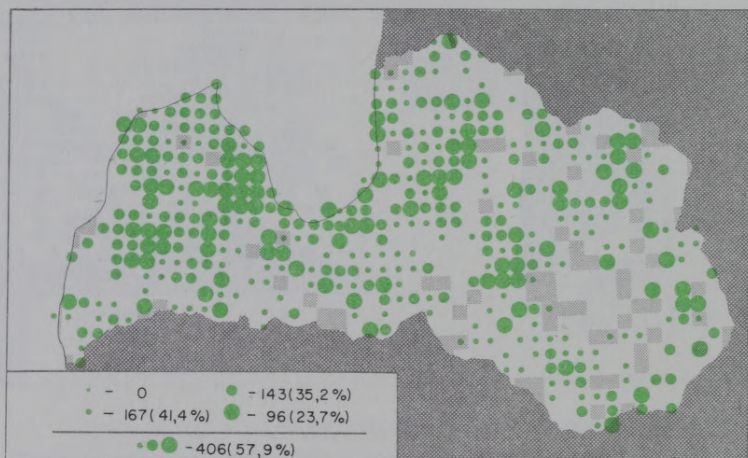 - 0 - 143(35,2%)
- 167(41,4%) - 96(23,7%)
- 406(57,9%)